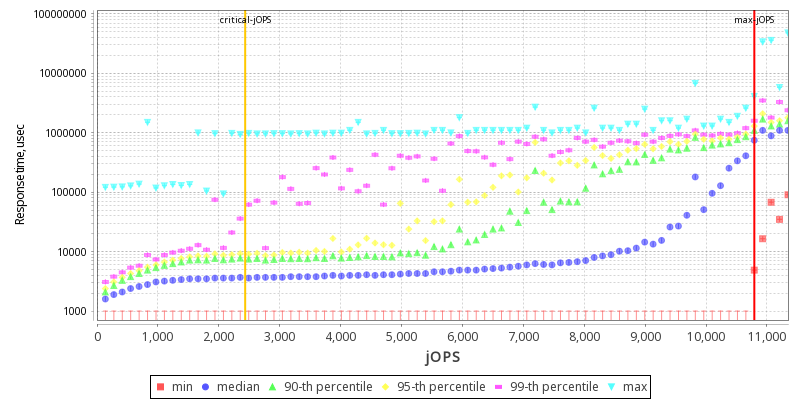 critical-jOPS
max-jOPS
100000000
10000000
1000000
100000
10000
1000
Response time, usec
0
1,000
2,000
3,000
4,000
5,000
6,000
7,000
8,000
9,000
10,000
11,000
jOPS
min
median
90-th percentile
95-th percentile
99-th percentile
max